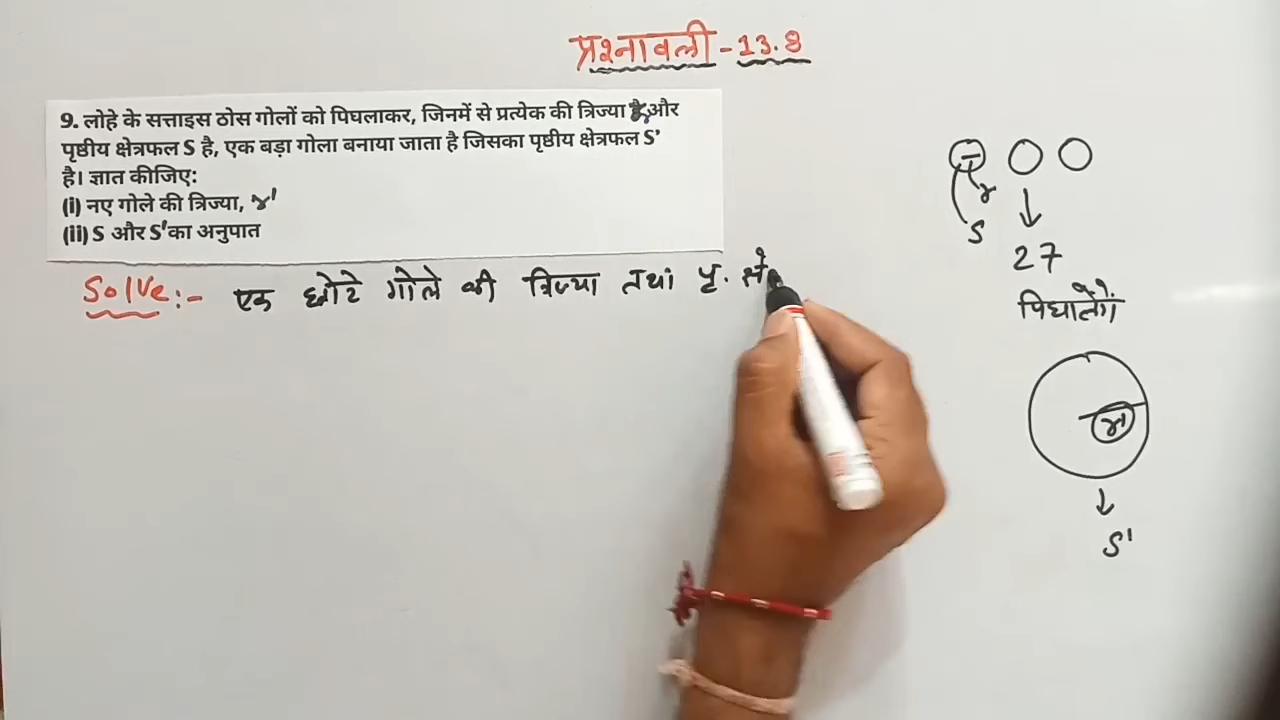 प्रश्नावली - 13.8
9. लोहे के सत्ताइस ठोस गोलों को पिघलाकर, जिनमें से प्रत्येक की त्रिज्या है और
पृष्ठीय क्षेत्रफल S है, एक बड़ा गोला बनाया जाता है जिसका पृष्ठीय क्षेत्रफल S'
है। ज्ञात कीजिए:
(i) नए गोले की त्रिज्या, r'
(ii) S और S' का अनुपात
Solve:- एक छोटे गोले की त्रिज्या तथा पृ. क्षे
r
S
27
पिघालेंगे
r'
S'